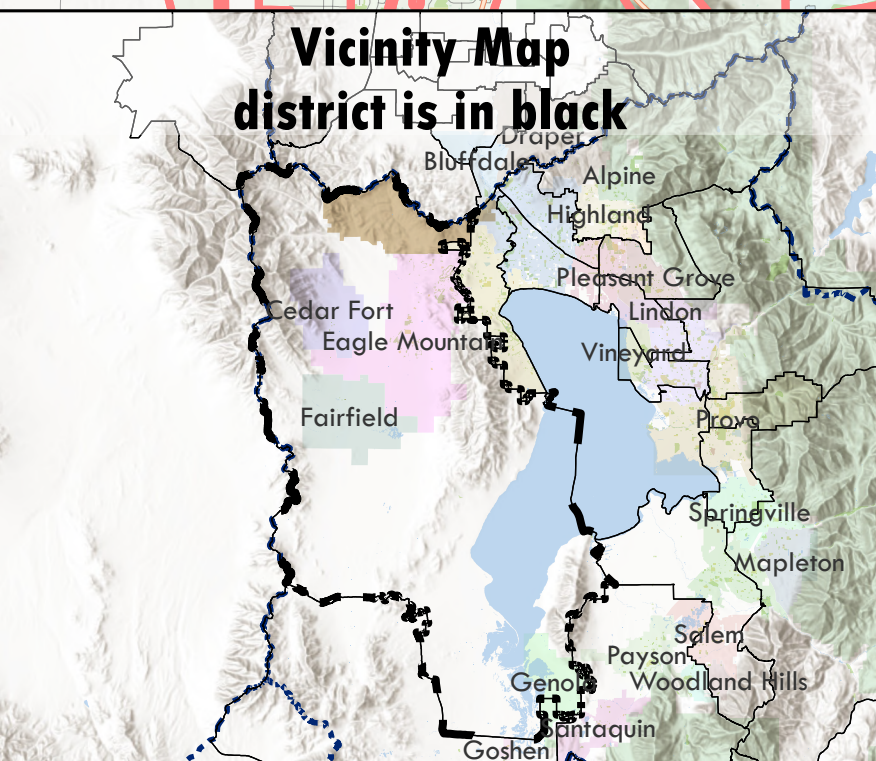 Vicinity Map
district is in black
Draper
Bluffdale
Alpine
Highland
Pleasant Grove
Cedar Fort
Lindon
Eagle Mountain
Vineyard
Fairfield
Provo
Springville
Mapleton
Salem
Payson
Genola
Woodland Hills
Santaquin
Goshen